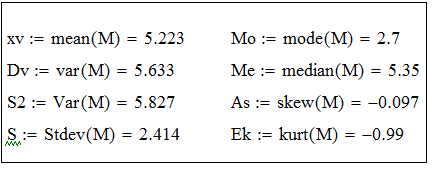 xv := mean(M) = 5.223 Mo := mode(M) = 2.7
Dv := var(M) = 5.633 Me := median(M) = 5.35
S2 := Var(M) = 5.827 As := skew(M) = −0.097
S := Stdev(M) = 2.414 Ek := kurt(M) = −0.99